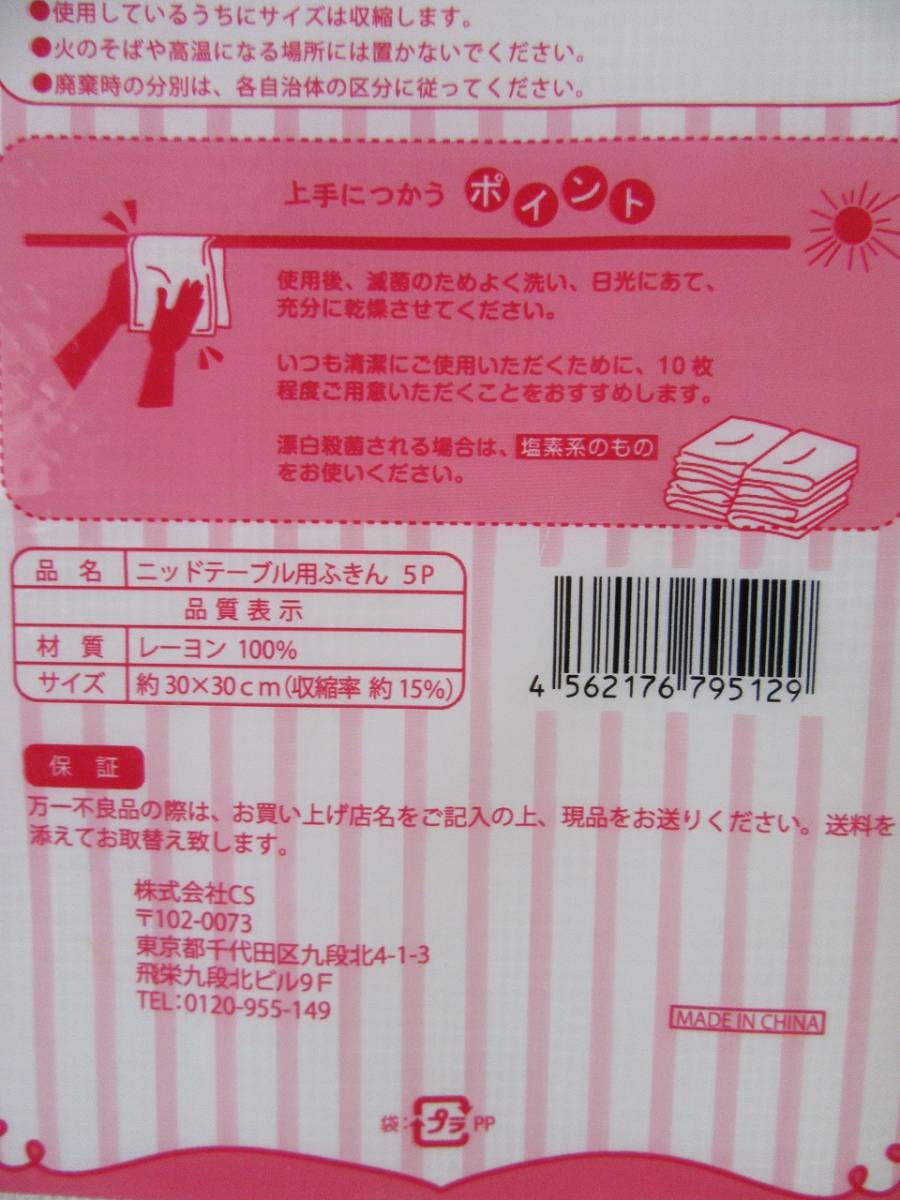 ●使用しているうちにサイズは収縮します。
●火のそばや高温になる場所には置かないでください。
●廃棄時の分別は、各自治体の区分に従ってください。
上手につかう ポイント
使用後、滅菌のためよく洗い、日光にあて、
充分に乾燥させてください。
いつも清潔にご使用いただくために、10枚
程度ご用意いただくことをおすすめします。
漂白殺菌される場合は、塩素系のもの
をお使いください。
品 名 ニッドテーブル用ふきん 5P
品質表示
材 質 レーヨン 100%
サイズ 約30×30cm(収縮率 約15%)
4 562176 795129
保 証
万一不良品の際は、お買い上げ店名をご記入の上、現品をお送りください。送料を
添えてお取替え致します。
株式会社CS
〒102-0073
東京都千代田区九段北4-1-3
飛栄九段北ビル9F
TEL:0120-955-149
MADE IN CHINA
袋: プラ PP